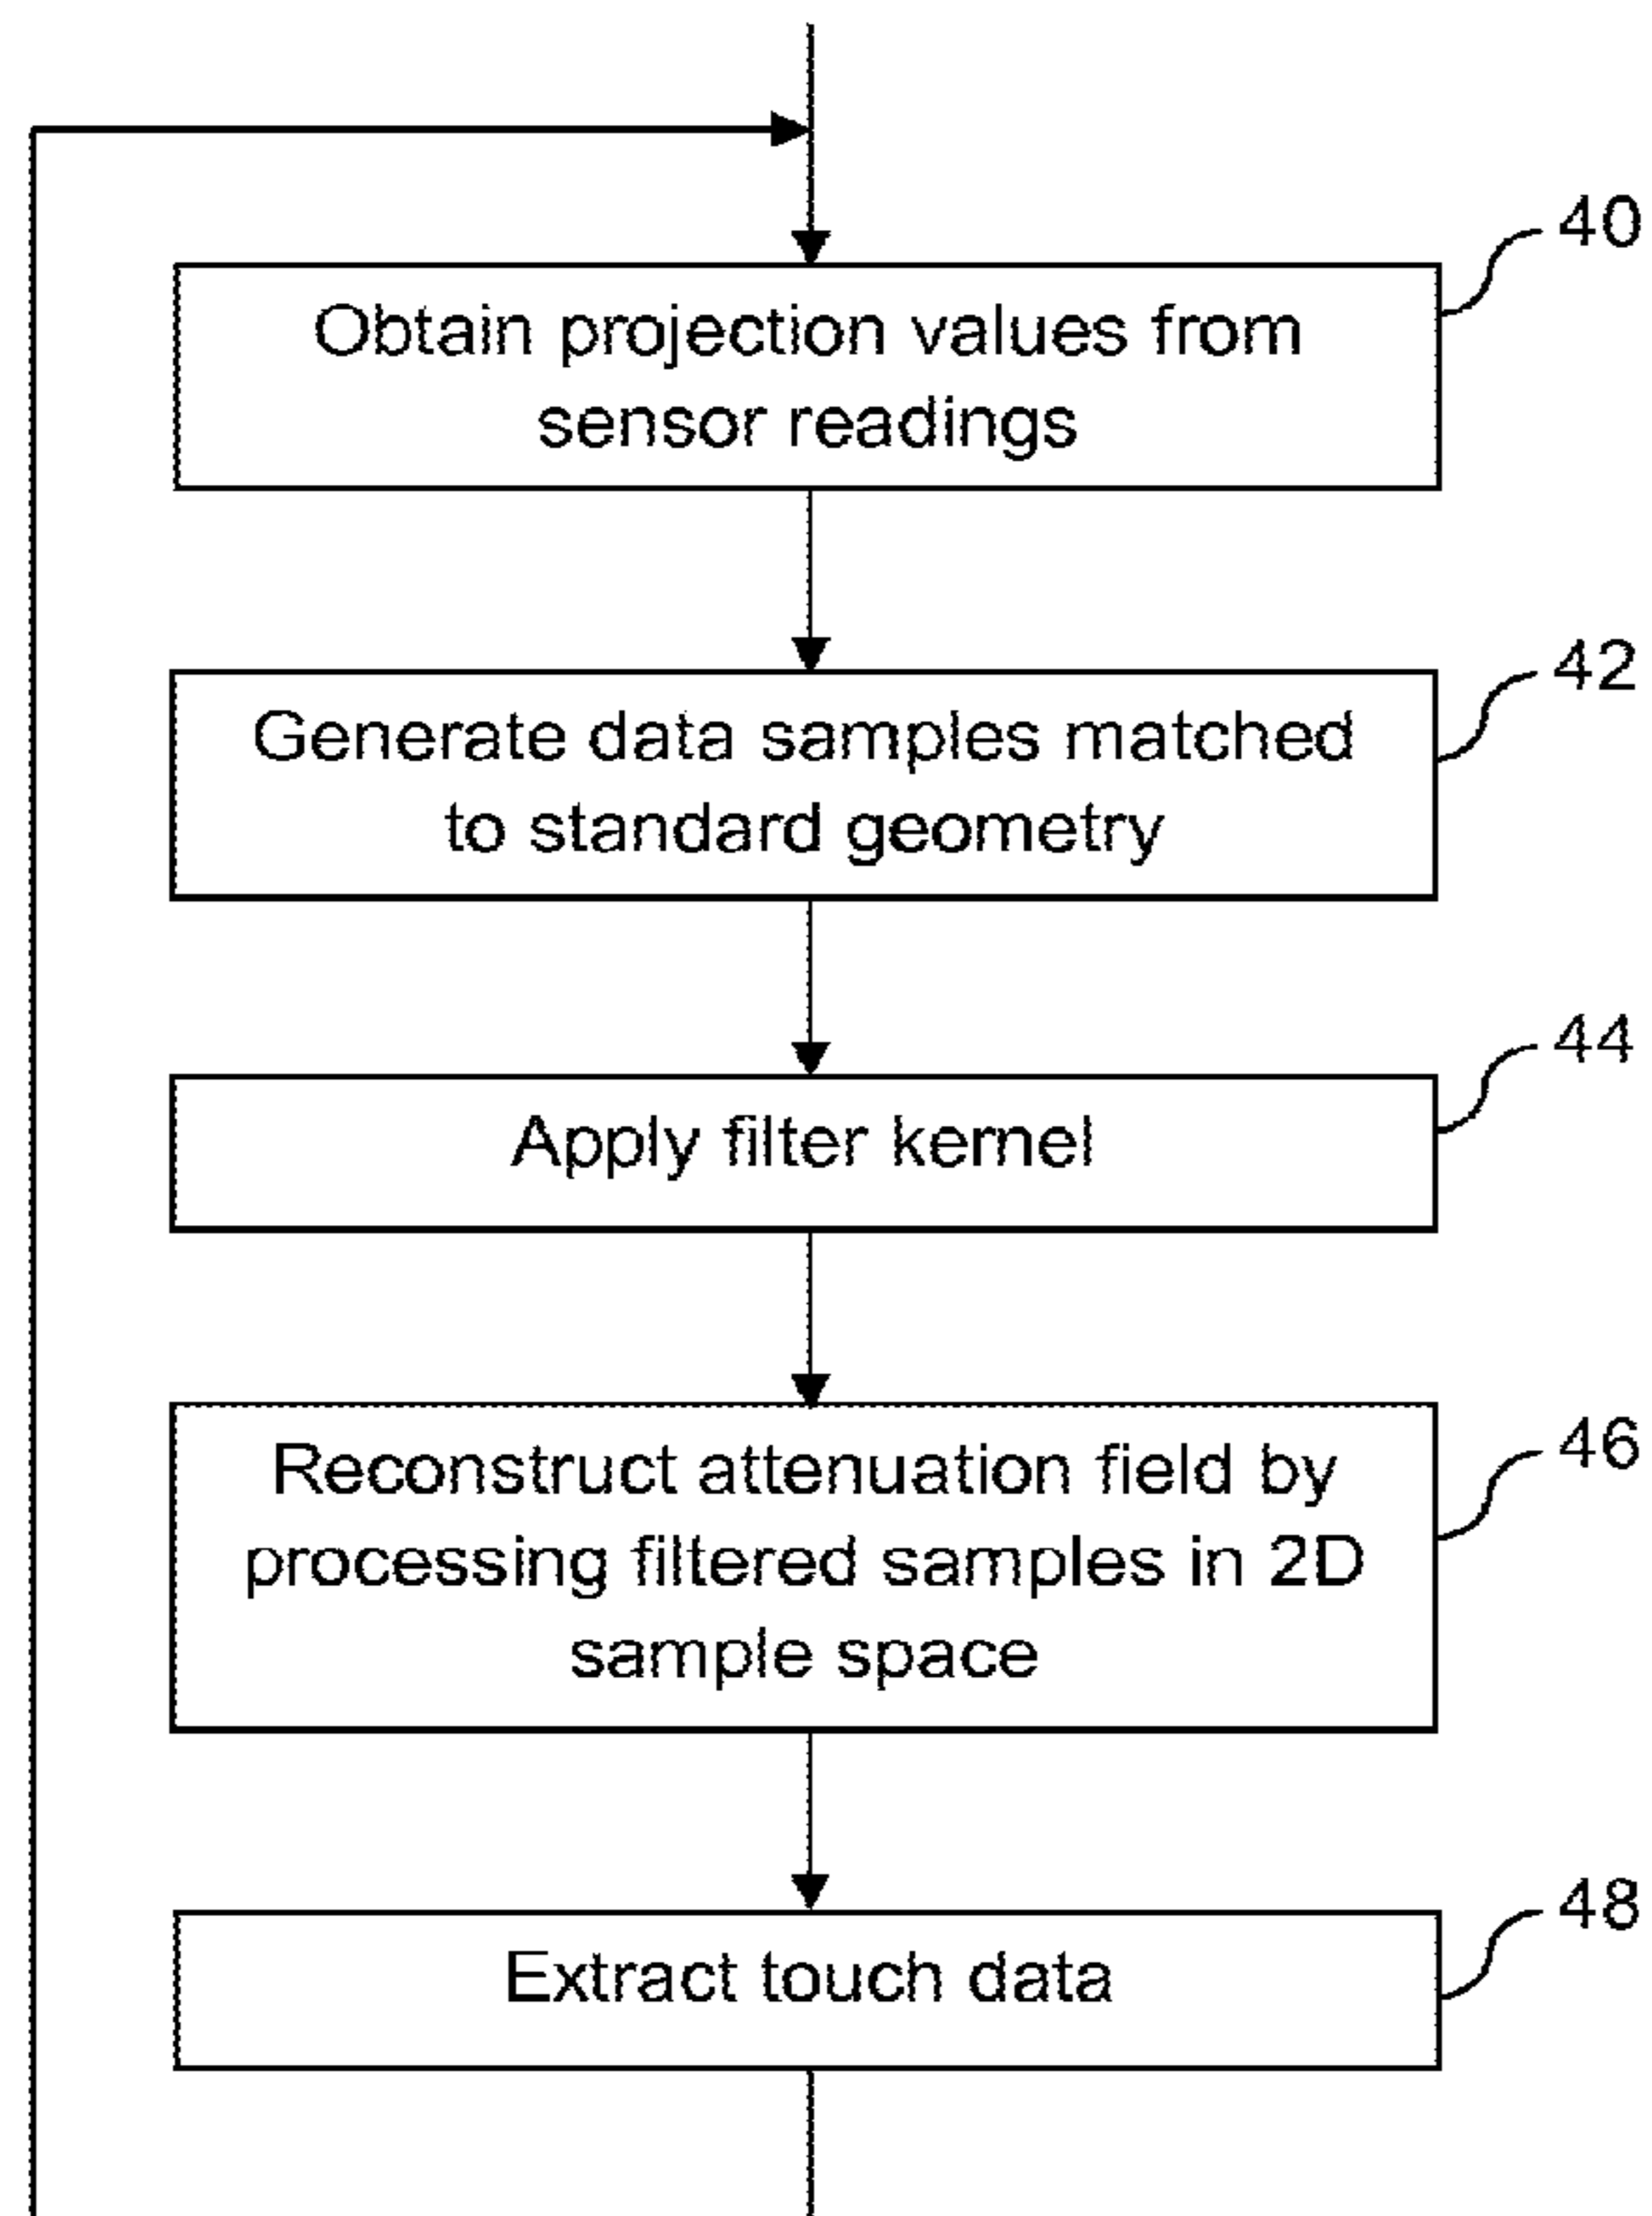 40
Obtain projection values from
sensor readings
42
Generate data samples matched
to standard geometry
44
Apply filter kernel
46
Reconstruct attenuation field by
processing filtered samples in 2D
sample space
48
Extract touch data